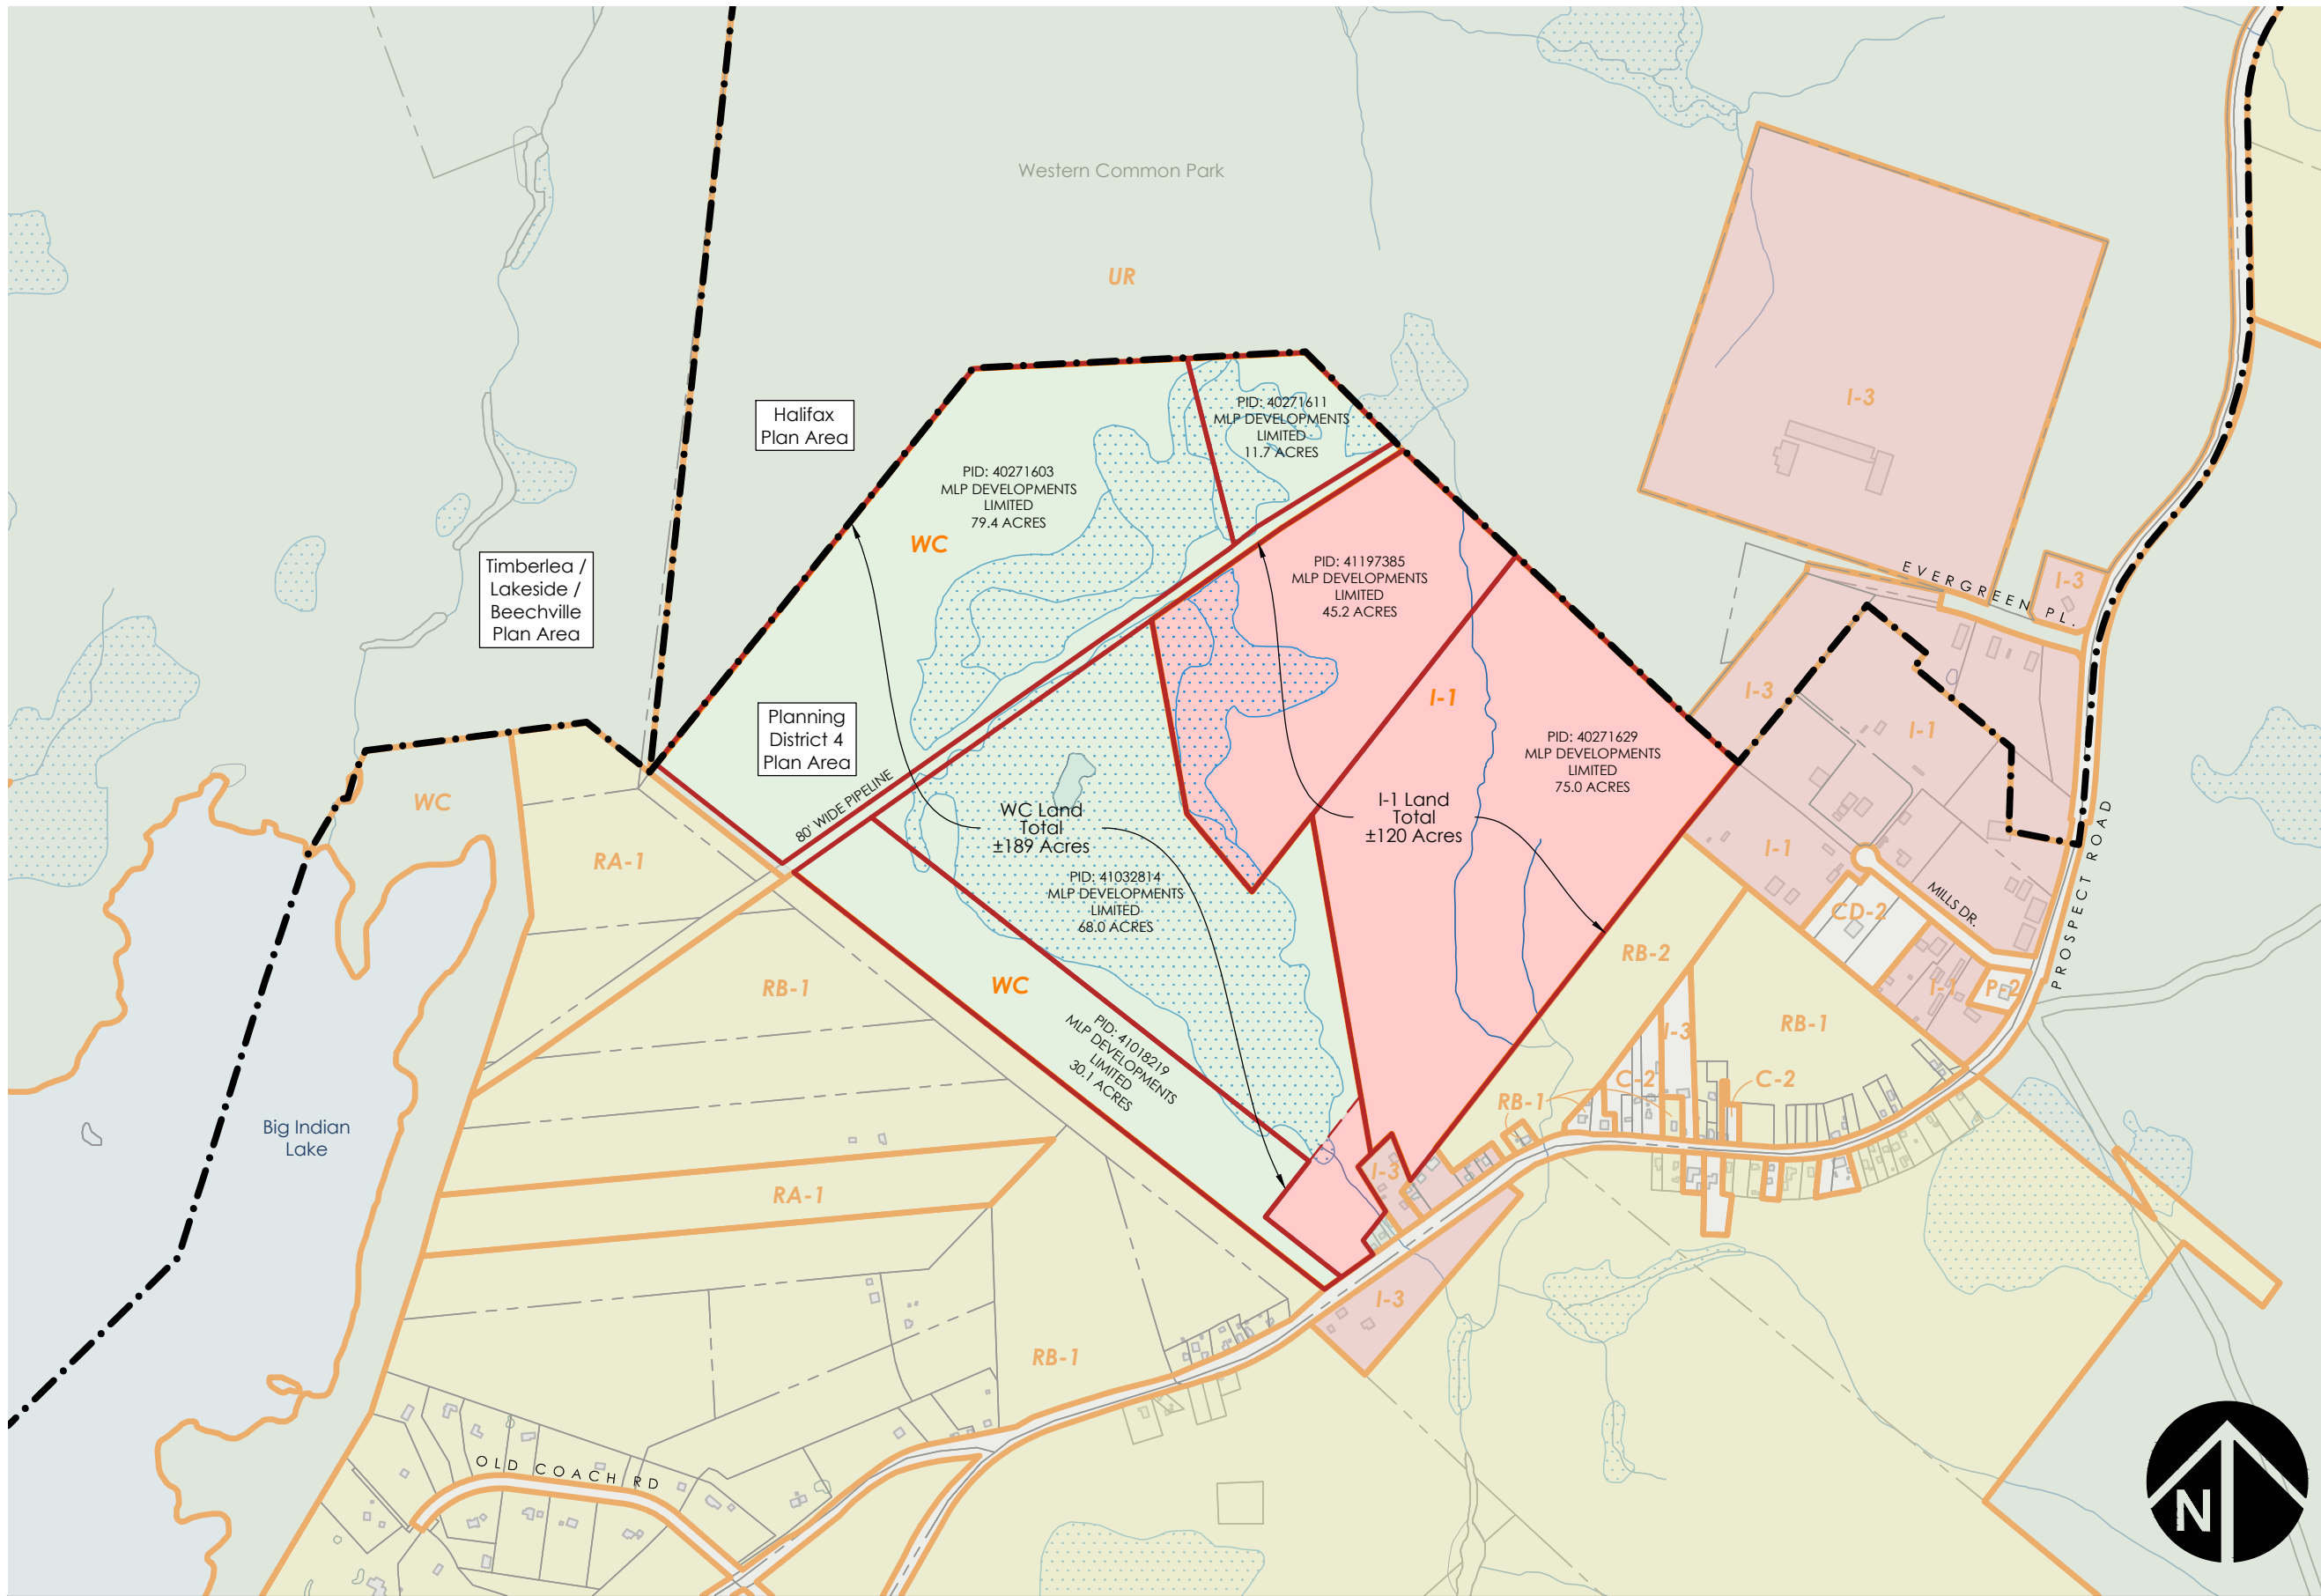 Western Common Park
UR
I-3
Halifax
Plan Area
PID: 40271611
MLP DEVELOPMENTS
LIMITED
11.7 ACRES
PID: 40271603
MLP DEVELOPMENTS
LIMITED
79.4 ACRES
WC
Timberlea /
Lakeside /
Beechville
Plan Area
PID: 41197385
MLP DEVELOPMENTS
LIMITED
45.2 ACRES
EVERGREEN PL.
I-3
I-1
I-3
I-1
Planning
District 4
Plan Area
PID: 40271629
MLP DEVELOPMENTS
LIMITED
75.0 ACRES
80' WIDE PIPELINE
WC
WC Land
Total
±189 Acres
I-1 Land
Total
±120 Acres
RA-1
I-1
PROSPECT ROAD
PID: 41032814
MLP DEVELOPMENTS
LIMITED
68.0 ACRES
CD-2
MILLS DR.
RB-2
RB-1
WC
I-1
P-2
PID: 41018219
MLP DEVELOPMENTS
LIMITED
30.1 ACRES
I-3
RB-1
C-2
C-2
RB-1
Big Indian
Lake
I-3
RA-1
I-3
RB-1
OLD COACH RD
N